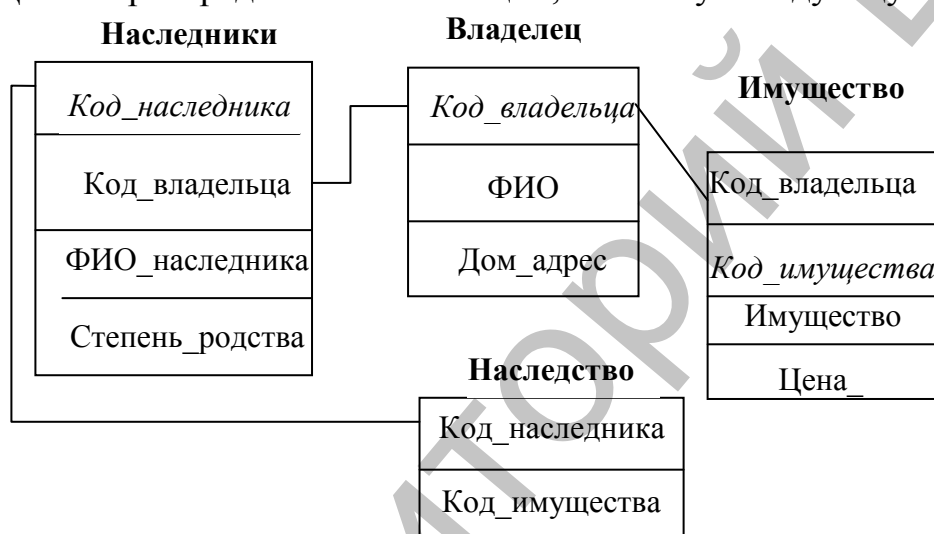 Наследники
Код_наследника
Код_владельца
ФИО_наследника
Степень_родства
Владелец
Код_владельца
ФИО
Дом_адрес
Имущество
Код_владельца
Код_имущества
Имущество
Цена_
Наследство
Код_наследника
Код_имущества